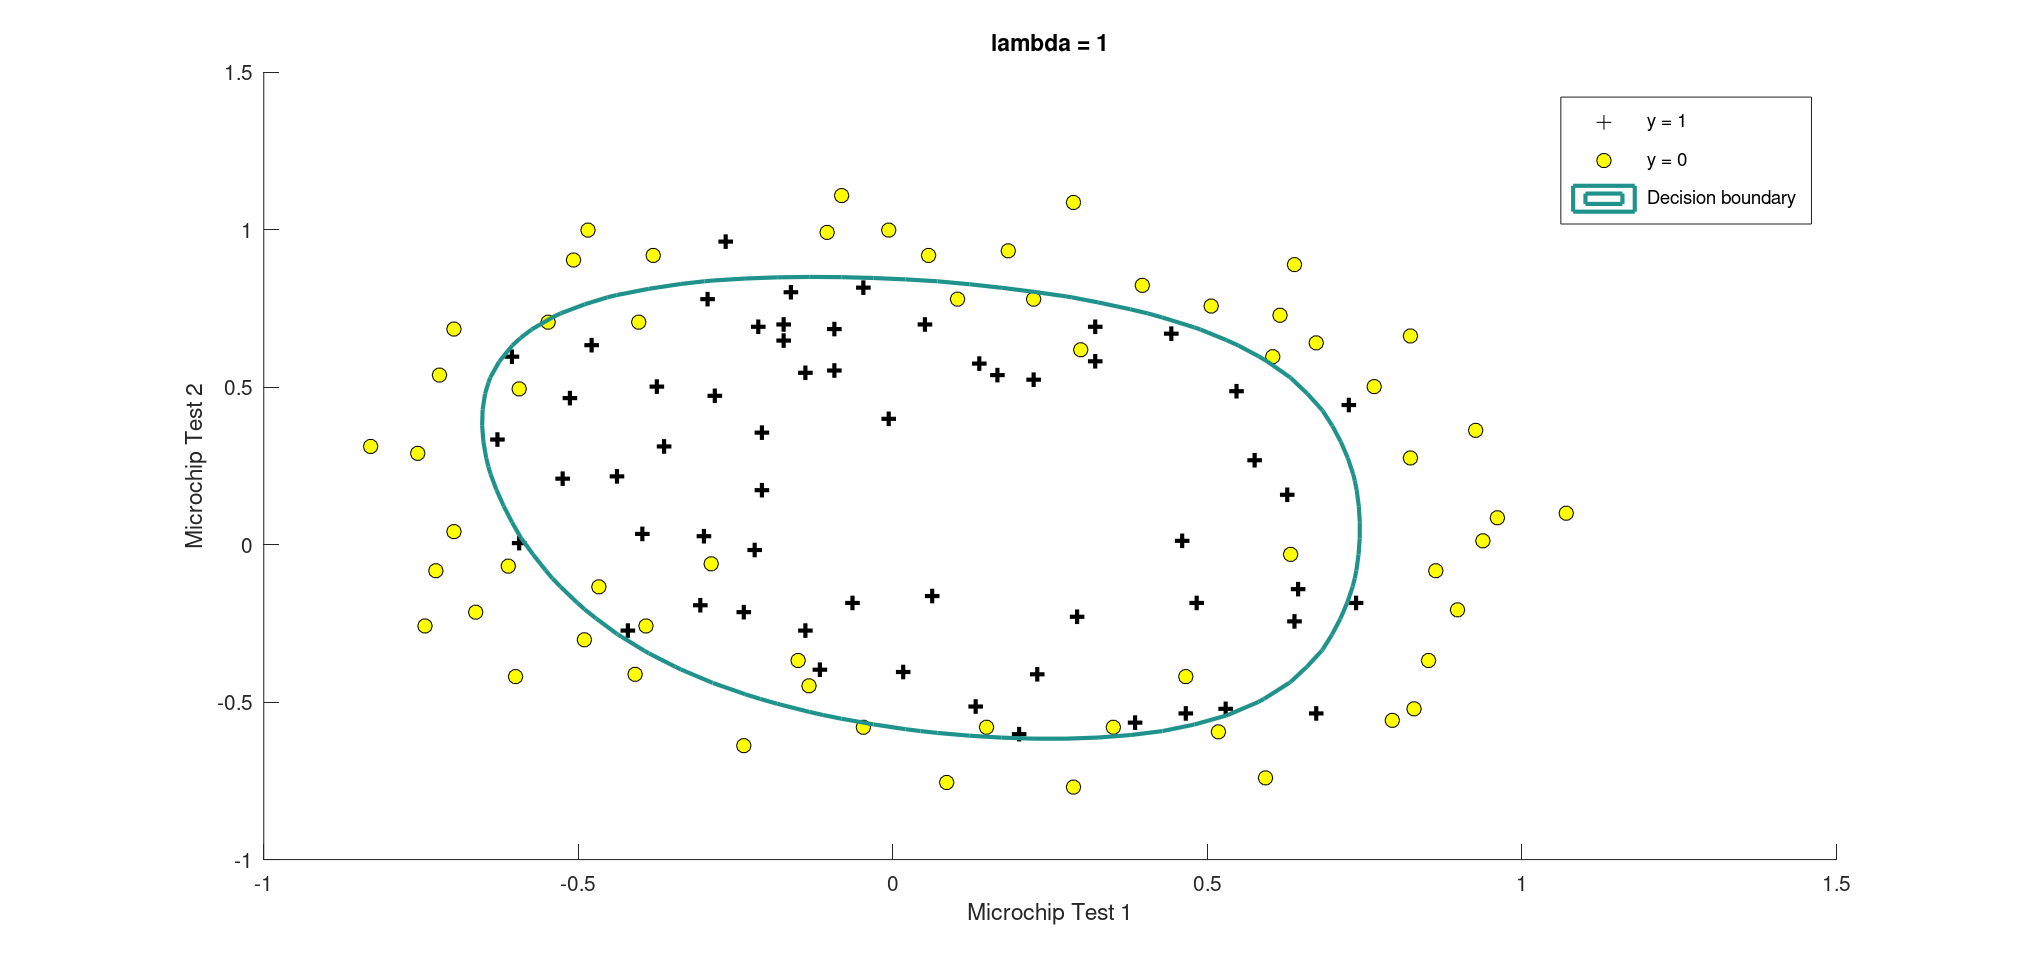 lambda = 1
1.5
1
0.5
0
-0.5
-1
Microchip Test 2
y = 1
y = 0
Decision boundary
-1
-0.5
0
0.5
1
1.5
Microchip Test 1